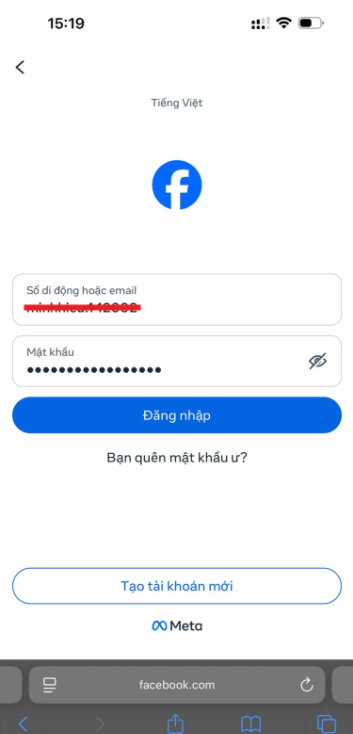 15:19
Tiếng Việt
Số di động hoặc email
Mật khẩu
•••••••••••••••••
Đăng nhập
Bạn quên mật khẩu ư?
Tạo tài khoản mới
Meta
facebook.com